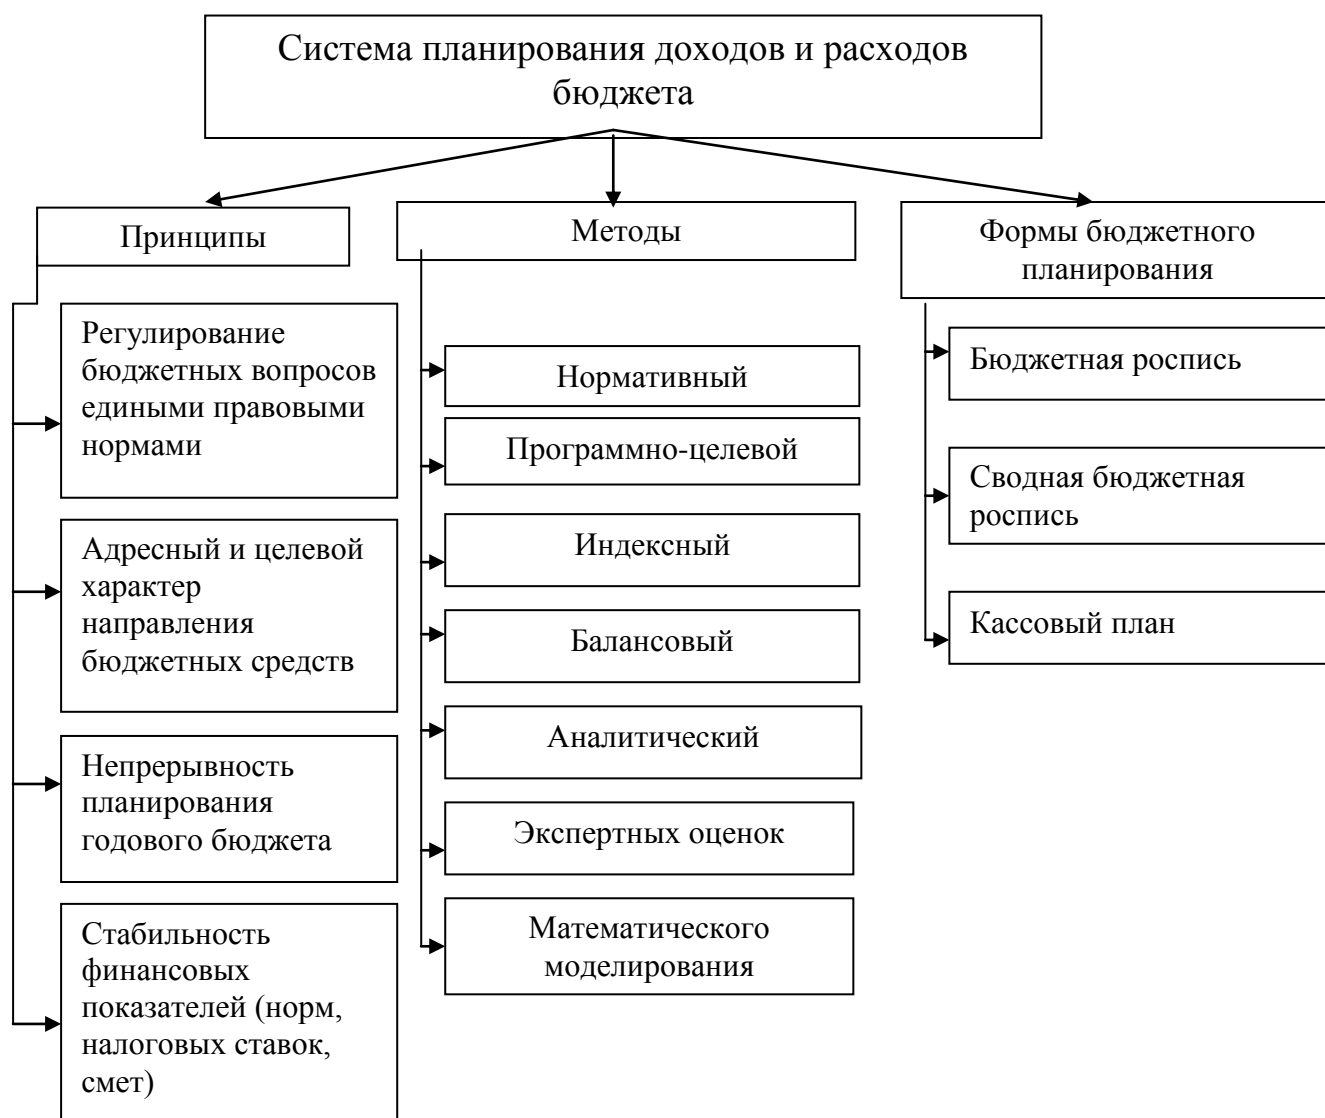 Система планирования доходов и расходов
бюджета
Принципы
Регулирование
бюджетных вопросов
едиными правовыми
нормами
Адресный и целевой
характер
направления
бюджетных средств
Непрерывность
планирования
годового бюджета
Стабильность
финансовых
показателей (норм,
налоговых ставок,
смет)
Методы
Нормативный
Программно-целевой
Индексный
Балансовый
Аналитический
Экспертных оценок
Математического
моделирования
Формы бюджетного
планирования
Бюджетная роспись
Сводная бюджетная
роспись
Кассовый план